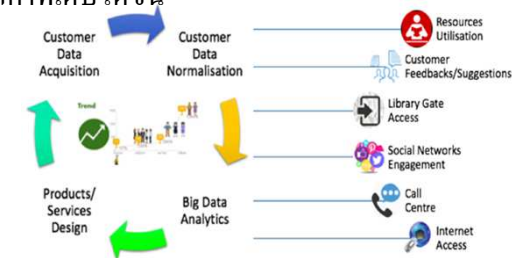 Customer
Data
Acquisition
Customer
Data
Normalisation
Trend
Products/
Services
Design
Big Data
Analytics
Resources
Utilisation
Customer
Feedbacks/Suggestions
Library Gate
Access
Social Networks
Engagement
Call
Centre
Internet
Access